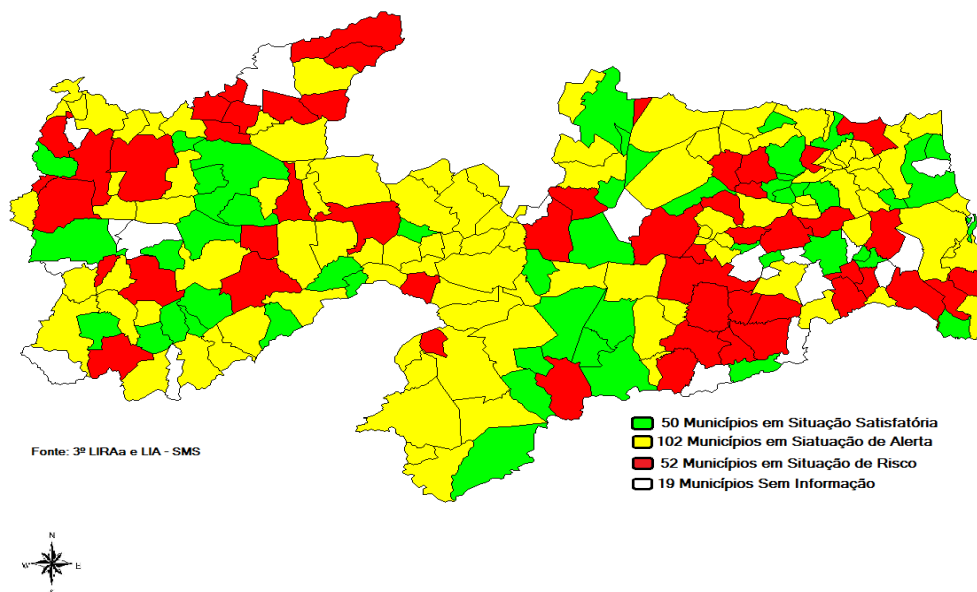 50 Municípios em Situação Satisfatória
102 Municípios em Siatuação de Alerta
52 Municípios em Situação de Risco
19 Municípios Sem Informação
Fonte: 3º LIRAa e LIA - SMS
N
W E
S